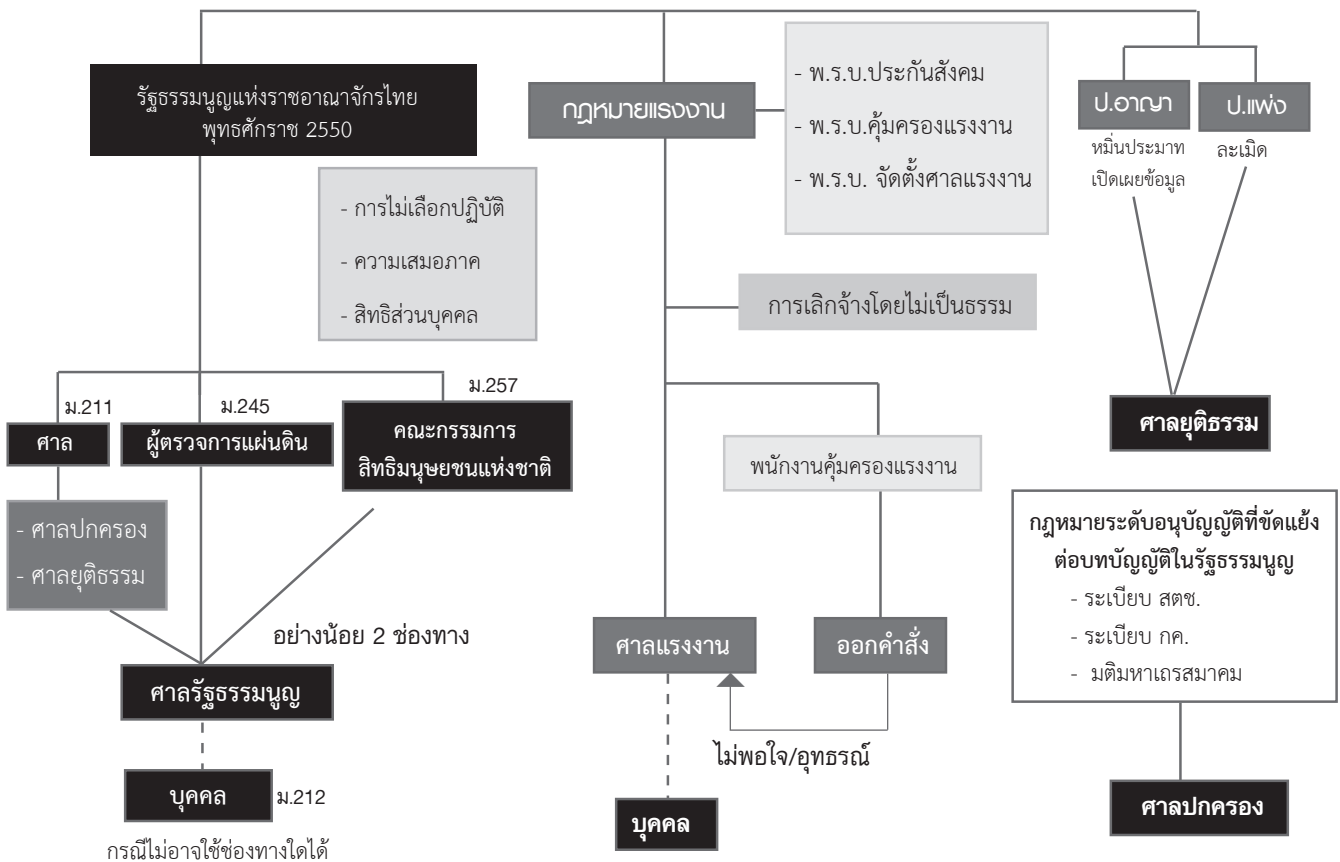 รัฐธรรมนูญแห่งราชอาณาจักรไทย
พุทธศักราช 2550
- การไม่เลือกปฏิบัติ
- ความเสมอภาค
- สิทธิส่วนบุคคล
ม.211
ศาล
ม.245
ผู้ตรวจการแผ่นดิน
ม.257
คณะกรรมการ
สิทธิมนุษยชนแห่งชาติ
- ศาลปกครอง
- ศาลยุติธรรม
อย่างน้อย 2 ช่องทาง
ศาลรัฐธรรมนูญ
บุคคล
ม.212
กรณีไม่อาจใช้ช่องทางใดได้
กฎหมายแรงงาน
- พ.ร.บ.ประกันสังคม
- พ.ร.บ.คุ้มครองแรงงาน
- พ.ร.บ. จัดตั้งศาลแรงงาน
การเลิกจ้างโดยไม่เป็นธรรม
พนักงานคุ้มครองแรงงาน
ศาลแรงงาน
ออกคำสั่ง
ไม่พอใจ/อุทธรณ์
บุคคล
ป.อาญา
หมิ่นประมาท
เปิดเผยข้อมูล
ป.แพ่ง
ละเมิด
ศาลยุติธรรม
กฎหมายระดับอนุบัญญัติที่ขัดแย้ง
ต่อบทบัญญัติในรัฐธรรมนูญ
- ระเบียบ สตช.
- ระเบียบ กค.
- มติมหาเถรสมาคม
ศาลปกครอง